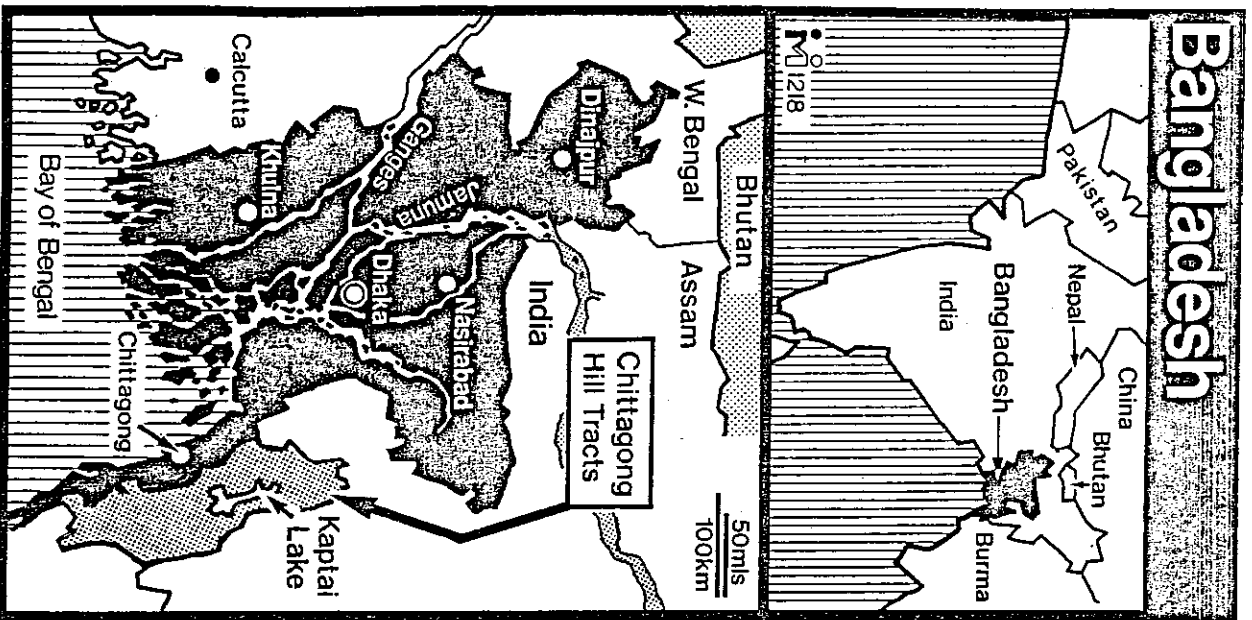 Bangladesh
Pakistan
China
Nepal
Bhutan
India
Bangladesh
Burma
1218
W. Bengal
Bhutan
Assam
50mls
100km
Dinajpur
India
Chittagong
Hill Tracts
Jamuna
Nasirabad
Ganges
Dhaka
Calcutta
Khulna
Kaptai
Lake
Chittagong
Bay of Bengal